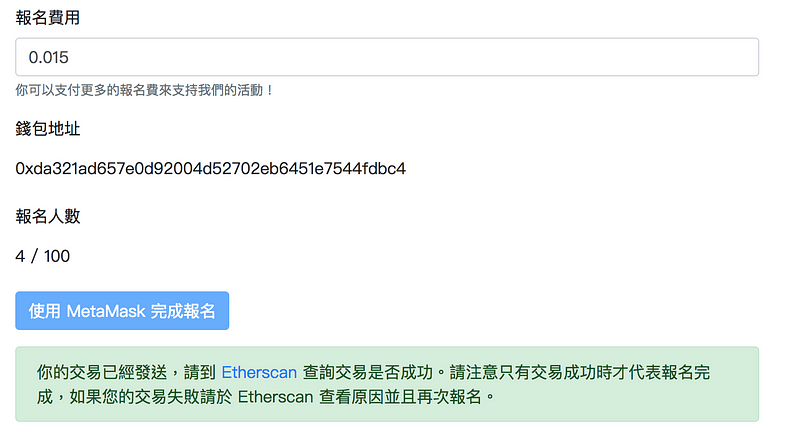 報名費用
0.015
你可以支付更多的報名費來支持我們的活動！
錢包地址
0xda321ad657e0d92004d52702eb6451e7544fdbc4
報名人數
4 / 100
使用 MetaMask 完成報名
你的交易已經發送，請到 Etherscan 查詢交易是否成功。請注意只有交易成功時才代表報名完
成，如果您的交易失敗請於 Etherscan 查看原因並且再次報名。